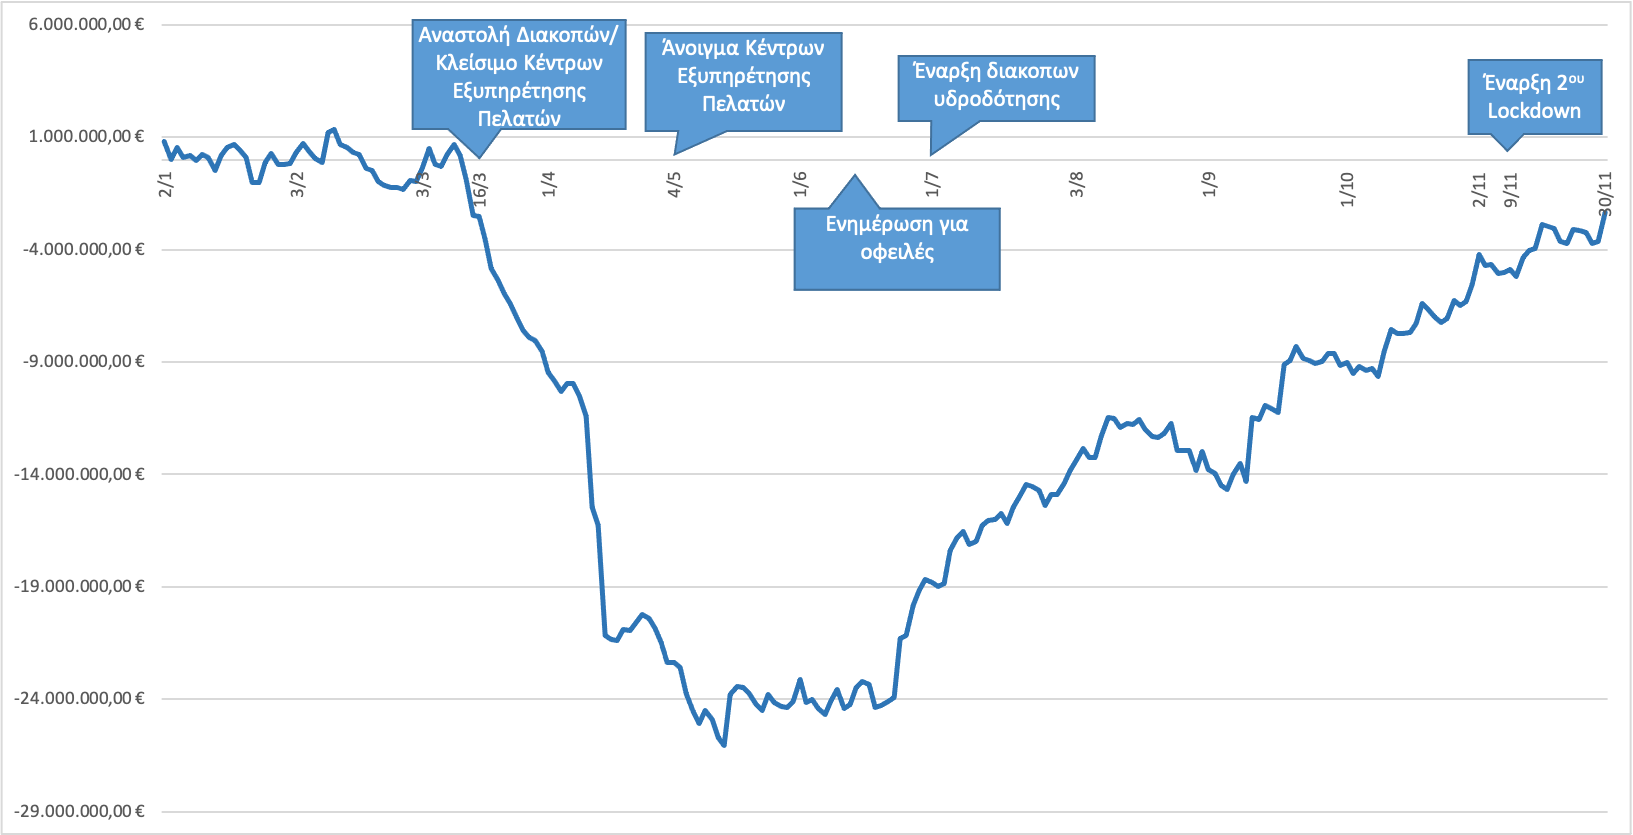 6.000.000,00 €
1.000.000,00 €
-4.000.000,00 €
-9.000.000,00 €
-14.000.000,00 €
-19.000.000,00 €
-24.000.000,00 €
-29.000.000,00 €
Αναστολή Διακοπών/
Κλείσιμο Κέντρων
Εξυπηρέτησης
Πελατών
Άνοιγμα Κέντρων
Εξυπηρέτησης
Πελατών
Έναρξη διακοπων
υδροδότησης
Έναρξη 2ου
Lockdown
Ενημέρωση για
οφειλές
2/1
3/2
3/3
16/3
1/4
4/5
1/6
1/7
3/8
1/9
1/10
2/11
9/11
30/11